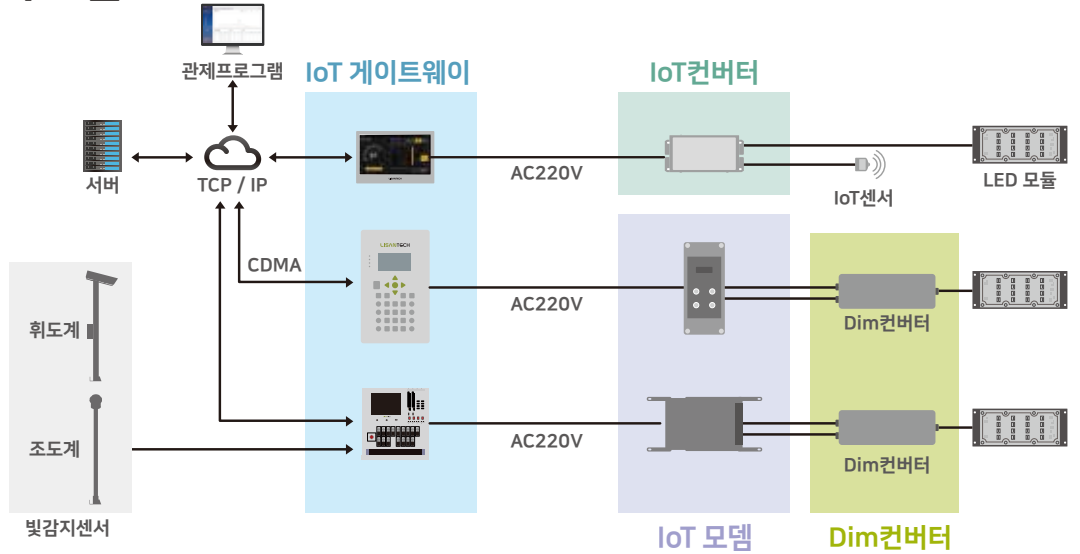 관제프로그램
IoT 게이트웨이
IoT컨버터
서버
TCP / IP
AC220V
IoT센서
LED 모듈
CDMA
LISANTECH
AC220V
Dim컨버터
휘도계
조도계
AC220V
Dim컨버터
빛감지센서
IoT 모뎀
Dim컨버터